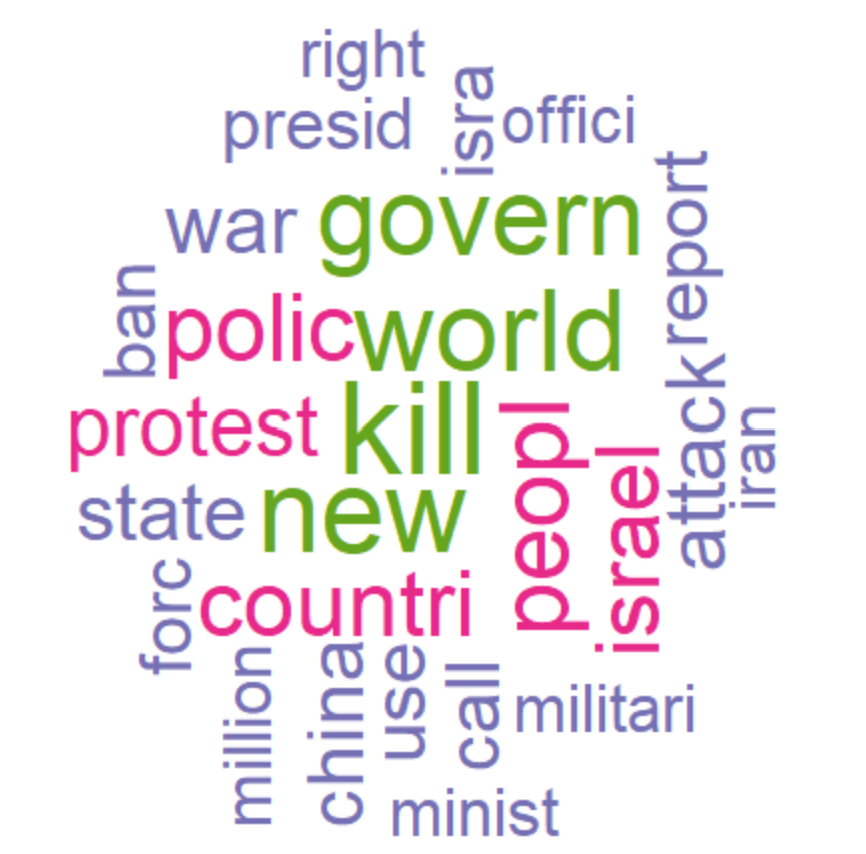 right
presid
isra
offici
war
govern
report
ban
polic
world
protest
kill
peopl
israel
attack
iran
state
new
forc
countri
million
china
use
call
militari
minist